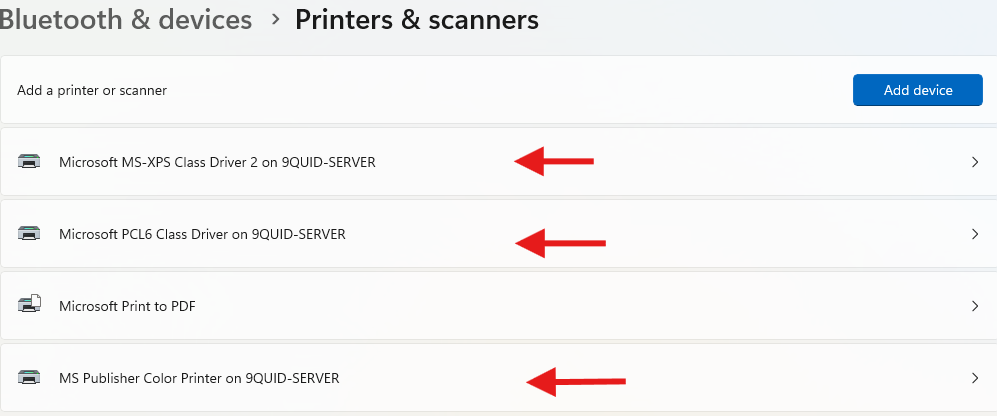 Bluetooth & devices > Printers & scanners
Add a printer or scanner Add device
Microsoft MS-XPS Class Driver 2 on 9QUID-SERVER
Microsoft PCL6 Class Driver on 9QUID-SERVER
Microsoft Print to PDF
MS Publisher Color Printer on 9QUID-SERVER